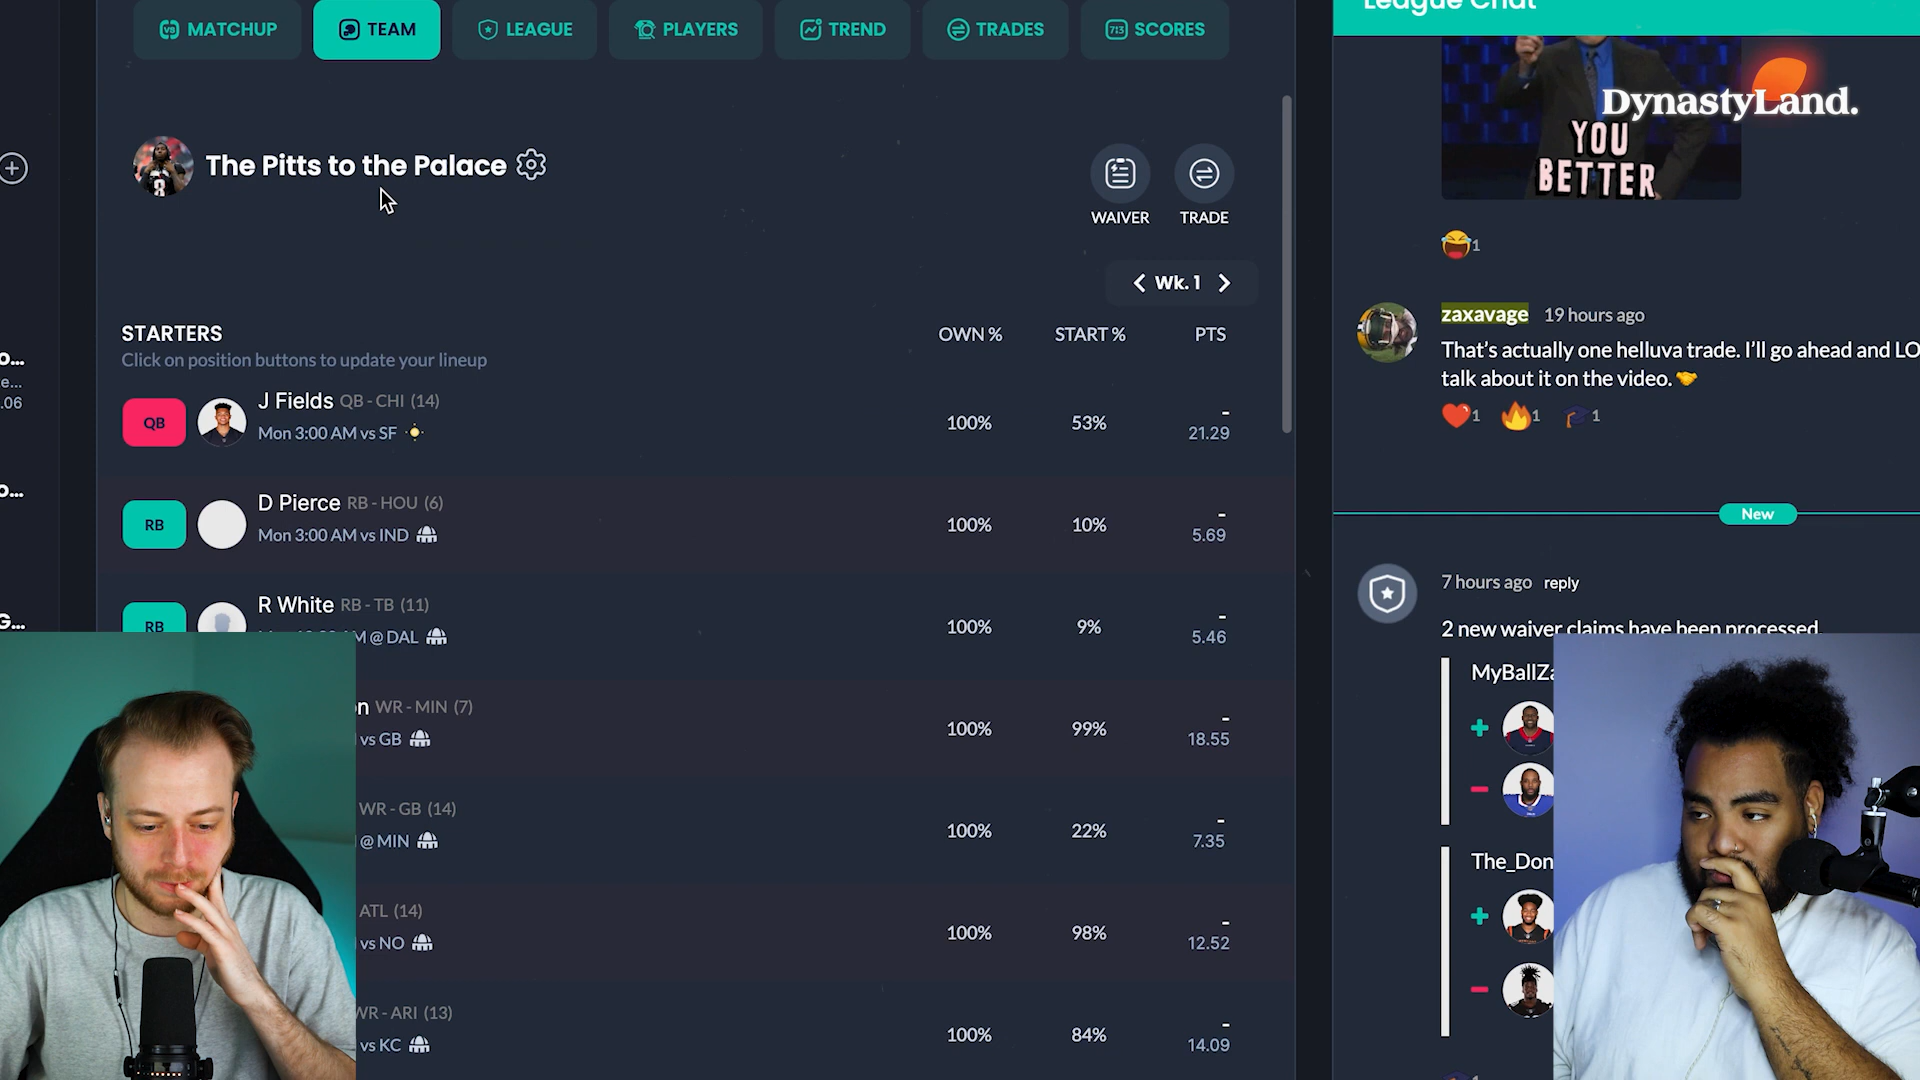 MATCHUP
TEAM
LEAGUE
PLAYERS
TREND
TRADES
SCORES
League Chat
DynastyLand.
YOU
BETTER
The Pitts to the Palace
WAIVER
TRADE
Wk. 1
STARTERS
OWN %
START %
PTS
Click on position buttons to update your lineup
QB
J Fields QB - CHI (14)
Mon 3:00 AM vs SF
100%
53%
-
21.29
RB
D Pierce RB - HOU (6)
Mon 3:00 AM vs IND
100%
10%
-
5.69
RB
R White RB - TB (11)
M @ DAL
100%
9%
-
5.46
n WR - MIN (7)
vs GB
100%
99%
-
18.55
WR - GB (14)
@ MIN
100%
22%
-
7.35
ATL (14)
vs NO
100%
98%
-
12.52
WR - ARI (13)
vs KC
100%
84%
-
14.09
o...
e...
.06
o...
G...
1
zaxavage 19 hours ago
That's actually one helluva trade. I'll go ahead and LO
talk about it on the video.
1 1 1
New
7 hours ago reply
2 new waiver claims have been processed.
MyBallZa
The_Don